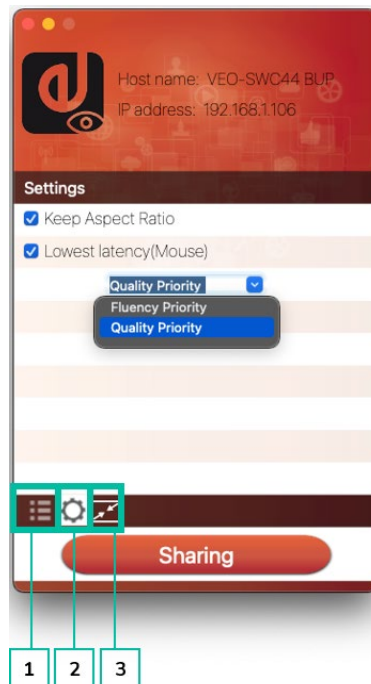 Host name: VEO-SWC44 BUP
IP address: 192.168.1.106
Settings
Keep Aspect Ratio
Lowest latency(Mouse)
Quality Priority
Fluency Priority
Quality Priority
Sharing
1 2 3